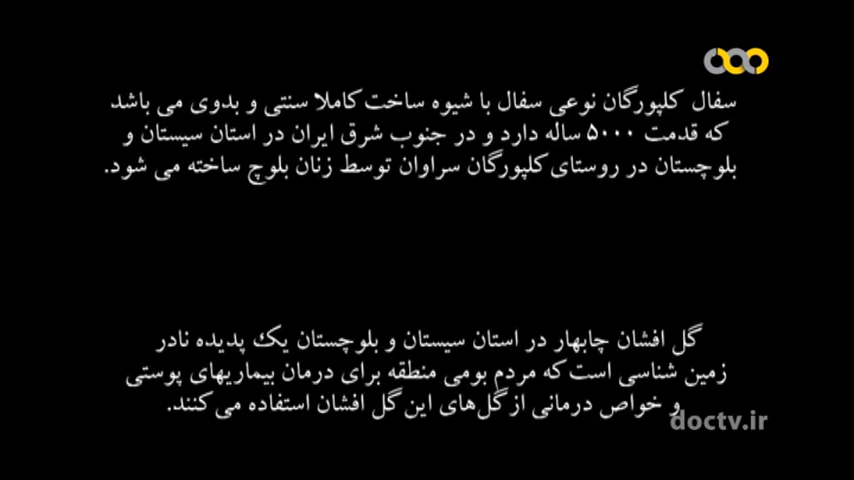 سفال کلپورگان نوعی سفال با شیوه ساخت کاملا سنتی و بدوی می باشد
که قدمت ۵۰۰۰ ساله دارد و در جنوب شرق ایران در استان سیستان و
بلوچستان در روستای کلپورگان سراوان توسط زنان بلوچ ساخته می شود.
گل افشان چابهار در استان سیستان و بلوچستان یک پدیده نادر
زمین شناسی است که مردم بومی منطقه برای درمان بیماریهای پوستی
و خواص درمانی از گل‌های این گل افشان استفاده می‌کنند.
doctv.ir